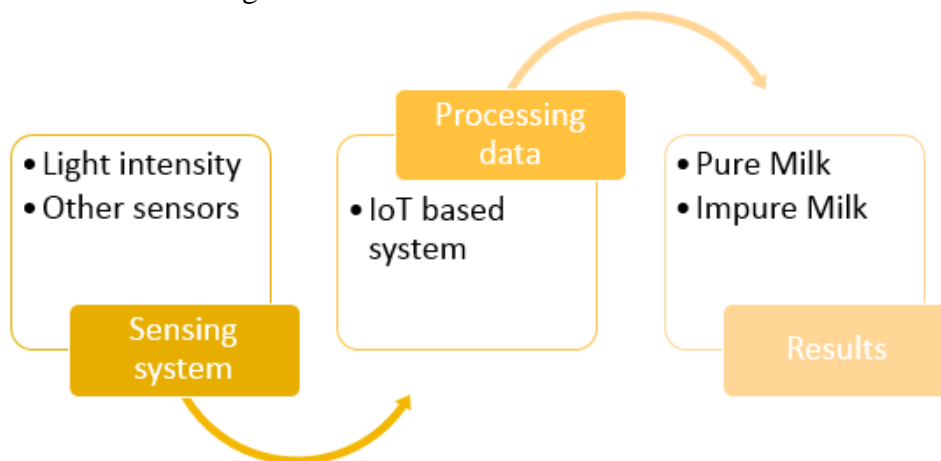 • Light intensity
• Other sensors
Sensing
system
Processing
data
• IoT based
system
• Pure Milk
• Impure Milk
Results